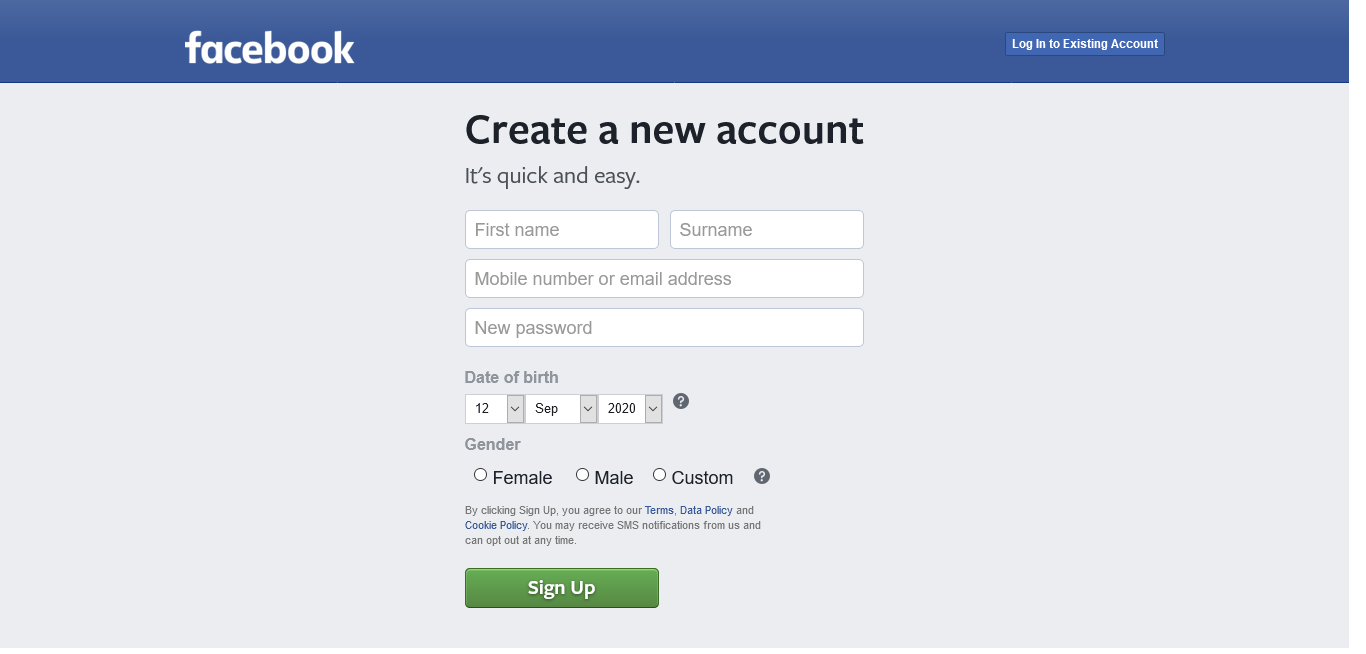 facebook
Log In to Existing Account
Create a new account
It's quick and easy.
First name
Surname
Mobile number or email address
New password
Date of birth
12 Sep 2020 ?
Gender
Female Male Custom ?
By clicking Sign Up, you agree to our Terms, Data Policy and
Cookie Policy. You may receive SMS notifications from us and
can opt out at any time.
Sign Up